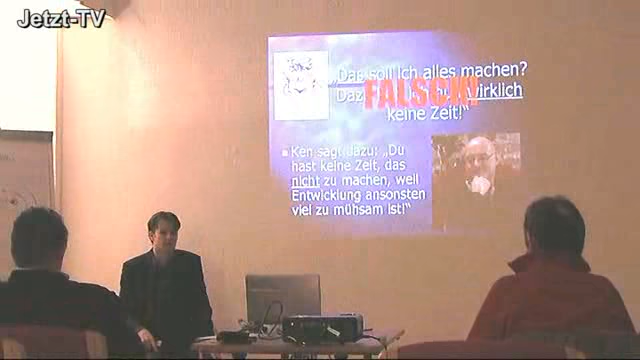 Jetzt-TV
„Das soll ich alles machen?
Daz FALSCH! wirklich
keine Zeit!“
Ken sagt dazu: „Du
hast keine Zeit, das
nicht zu machen, weil
Entwicklung ansonsten
viel zu mühsam ist!“